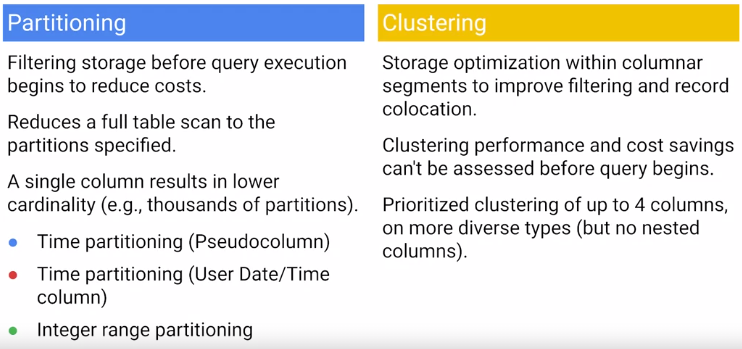 Partitioning
Filtering storage before query execution
begins to reduce costs.
Reduces a full table scan to the
partitions specified.
A single column results in lower
cardinality (e.g., thousands of partitions).
Time partitioning (Pseudocolumn)
Time partitioning (User Date/Time
column)
Integer range partitioning
Clustering
Storage optimization within columnar
segments to improve filtering and record
colocation.
Clustering performance and cost savings
can't be assessed before query begins.
Prioritized clustering of up to 4 columns,
on more diverse types (but no nested
columns).